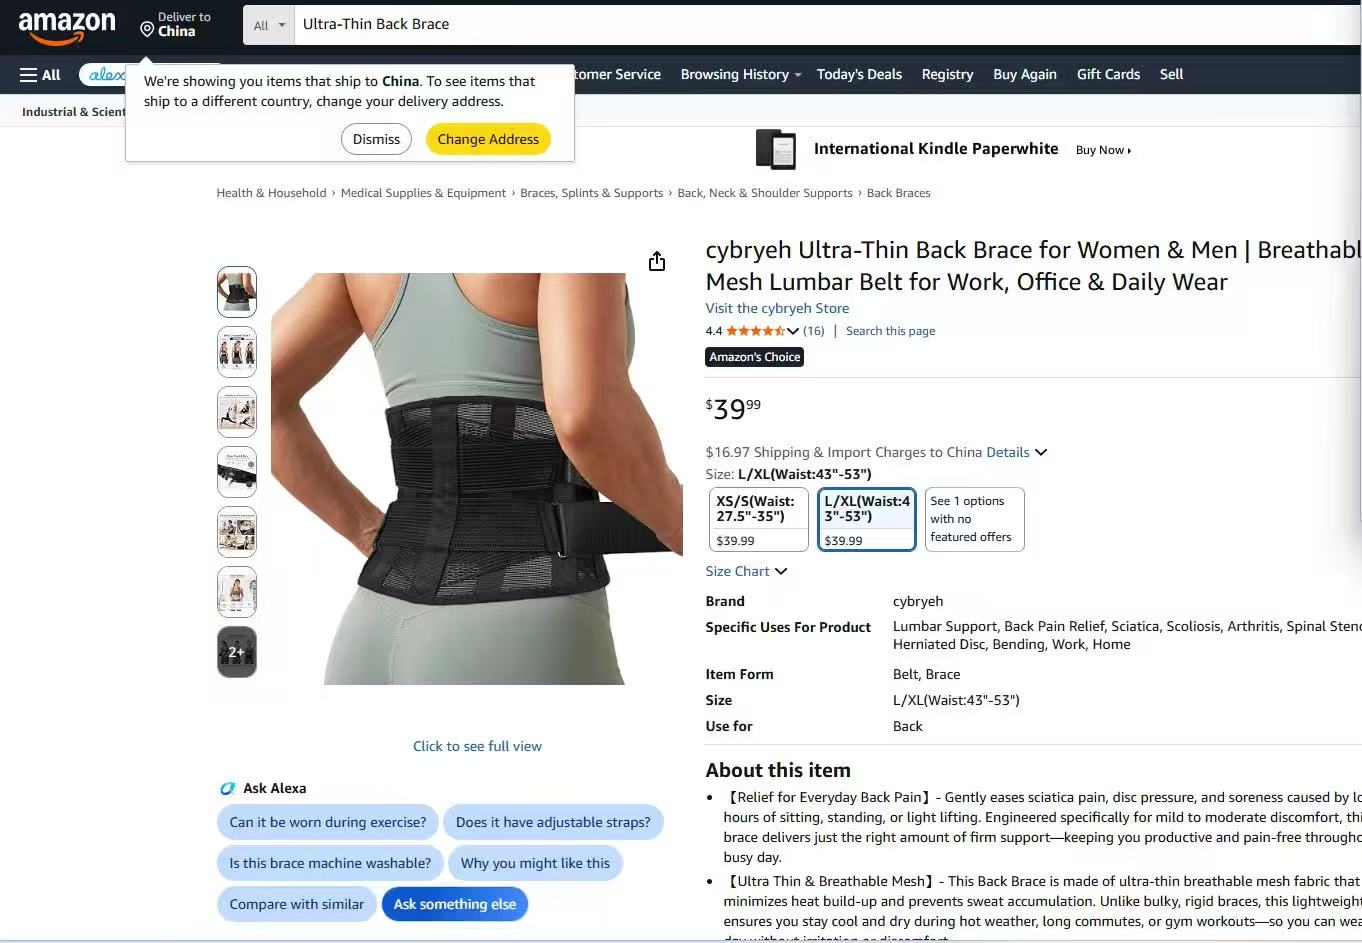 amazon
Deliver to
China
All
Ultra-Thin Back Brace
All
alex
tomer Service
Browsing History
Today's Deals
Registry
Buy Again
Gift Cards
Sell
We're showing you items that ship to China. To see items that
ship to a different country, change your delivery address.
Dismiss
Change Address
Industrial & Scient
International Kindle Paperwhite
Buy Now
Health & Household › Medical Supplies & Equipment › Braces, Splints & Supports › Back, Neck & Shoulder Supports › Back Braces
cybryeh Ultra-Thin Back Brace for Women & Men | Breathabl
Mesh Lumbar Belt for Work, Office & Daily Wear
Visit the cybryeh Store
4.4 (16) | Search this page
Amazon's Choice
$39 99
$16.97 Shipping & Import Charges to China Details
Size: L/XL(Waist:43"-53")
XS/S(Waist:
27.5"-35")
$39.99
L/XL(Waist:4
3"-53")
$39.99
See 1 options
with no
featured offers
Size Chart
Brand cybryeh
Specific Uses For Product Lumbar Support, Back Pain Relief, Sciatica, Scoliosis, Arthritis, Spinal Steno
Herniated Disc, Bending, Work, Home
Item Form Belt, Brace
Size L/XL(Waist:43"-53")
Use for Back
2+
Click to see full view
Ask Alexa
Can it be worn during exercise?
Does it have adjustable straps?
Is this brace machine washable?
Why you might like this
Compare with similar
Ask something else
About this item
• 【Relief for Everyday Back Pain】- Gently eases sciatica pain, disc pressure, and soreness caused by lo
hours of sitting, standing, or light lifting. Engineered specifically for mild to moderate discomfort, thi
brace delivers just the right amount of firm support—keeping you productive and pain-free througho
busy day.
• 【Ultra Thin & Breathable Mesh】- This Back Brace is made of ultra-thin breathable mesh fabric that
minimizes heat build-up and prevents sweat accumulation. Unlike bulky, rigid braces, this lightweight
ensures you stay cool and dry during hot weather, long commutes, or gym workouts—so you can wea
day without irritation or discomfort